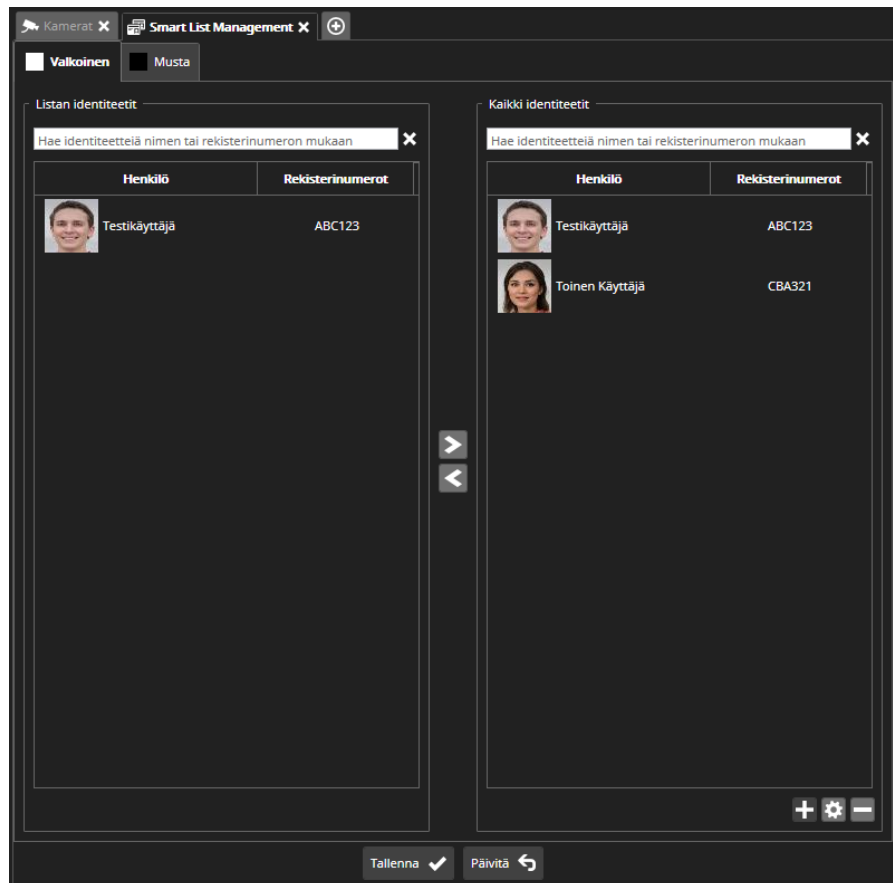 Kamerat Smart List Management
Valkoinen Musta
Listan identiteetit
Hae identiteetteiä nimen tai rekisterinumeron mukaan
Henkilö Rekisterinumerot
Testikäyttäjä ABC123
Kaikki identiteetit
Hae identiteetteiä nimen tai rekisterinumeron mukaan
Henkilö Rekisterinumerot
Testikäyttäjä ABC123
Toinen Käyttäjä CBA321
Tallenna Päivitä